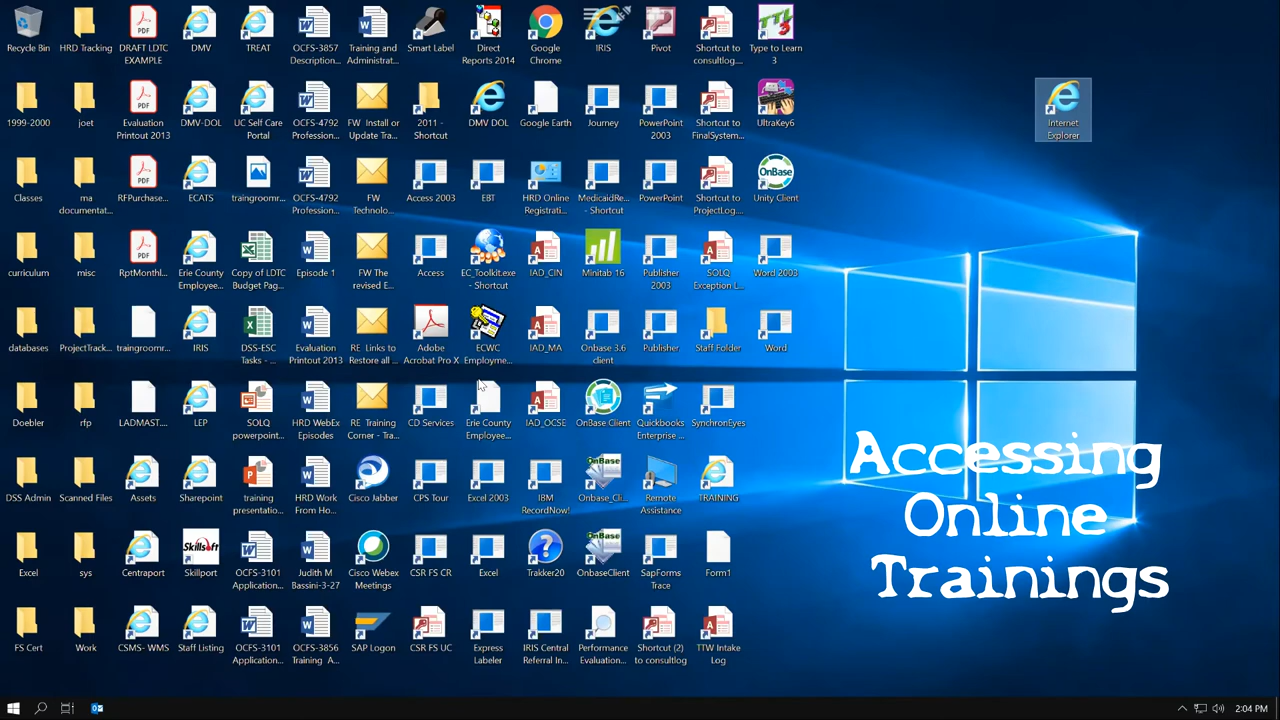 Recycle Bin
HRD Tracking
DRAFT LDTC
EXAMPLE
DMV
TREAT
OCFS-3857
Description...
Training and
Administrat...
Smart Label
Direct
Reports 2014
Google
Chrome
IRIS
Pivot
Shortcut to
consultlog....
Type to Learn
3
1999-2000
joet
Evaluation
Printout 2013
DMV-DOL
UC Self Care
Portal
OCFS-4792
Profession...
FW Install or
Update Tra...
2011 -
Shortcut
DMV DOL
Google Earth
Journey
PowerPoint
2003
Shortcut to
FinalSystem...
UltraKey6
Internet
Explorer
Classes
ma
documentat...
RFPurchase...
ECATS
traingroomr...
OCFS-4792
Profession...
FW
Technolo...
Access 2003
EBT
HRD Online
Registrati...
MedicaidRe...
- Shortcut
PowerPoint
Shortcut to
ProjectLog....
OnBase
Unity Client
curriculum
misc
RptMonthl...
Erie County
Employee...
Copy of LDTC
Budget Pag...
Episode 1
FW The
revised E...
Access
EC_Toolkit.exe
- Shortcut
IAD_CIN
Minitab 16
Publisher
2003
SOLQ
Exception L...
Word 2003
databases
ProjectTrack...
traingroomr...
IRIS
DSS-ESC
Tasks - ...
Evaluation
Printout 2013
RE Links to
Restore all ...
Adobe
Acrobat Pro X
ECWC
Employme...
IAD_MA
Onbase 3.6
client
Publisher
Staff Folder
Word
Doebler
rfp
LADMAST....
LEP
SOLQ
powerpoint...
HRD WebEx
Episodes
RE Training
Corner - Tra...
CD Services
Erie County
Employee...
IAD_OCSE
OnBase Client
Quickbooks
Enterprise ...
SynchronEyes
DSS Admin
Scanned Files
Assets
Sharepoint
training
presentatio...
HRD Work
From Ho...
Cisco Jabber
CPS Tour
Excel 2003
IBM
RecordNow!
OnBase
Onbase_Cli...
Remote
Assistance
TRAINING
Excel
sys
Centraport
Skillsoft
Skillport
OCFS-3101
Application...
Judith M
Bassini-3-27
Cisco Webex
Meetings
CSR FS CR
Excel
Trakker20
OnBase
OnbaseClient
SapForms
Trace
Form1
FS Cert
Work
CSMS- WMS
Staff Listing
OCFS-3101
Application...
OCFS-3856
Training A...
SAP Logon
CSR FS UC
Express
Labeler
IRIS Central
Referral In...
Performance
Evaluation...
Shortcut (2)
to consultlog
TTW Intake
Log
Accessing
Online
Trainings
2:04 PM